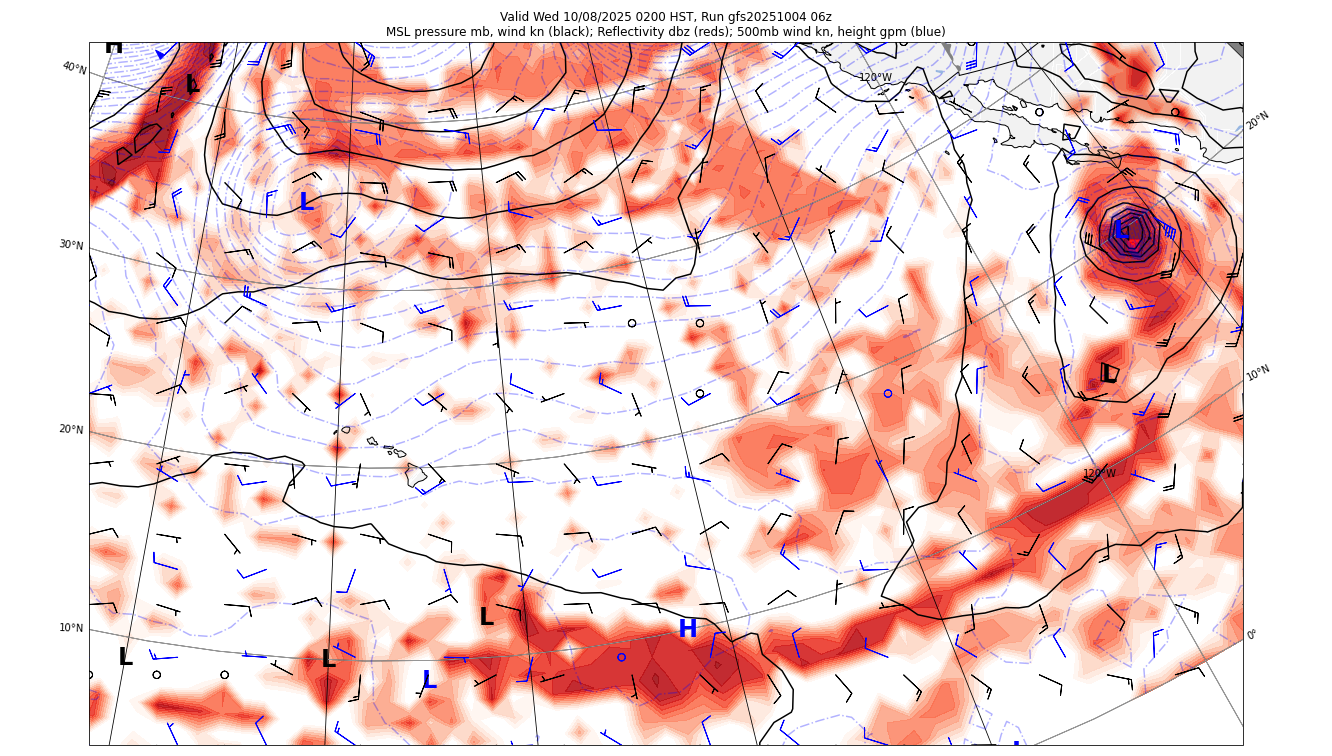 Valid Wed 10/08/2025 0200 HST, Run gfs20251004 06z
MSL pressure mb, wind kn (black); Reflectivity dbz (reds); 500mb wind kn, height gpm (blue)
H
40°N
120°W
L
20°N
L
L
30°N
L
10°N
20°N
120°W
L
H
10°N
0°
L
L
L
L